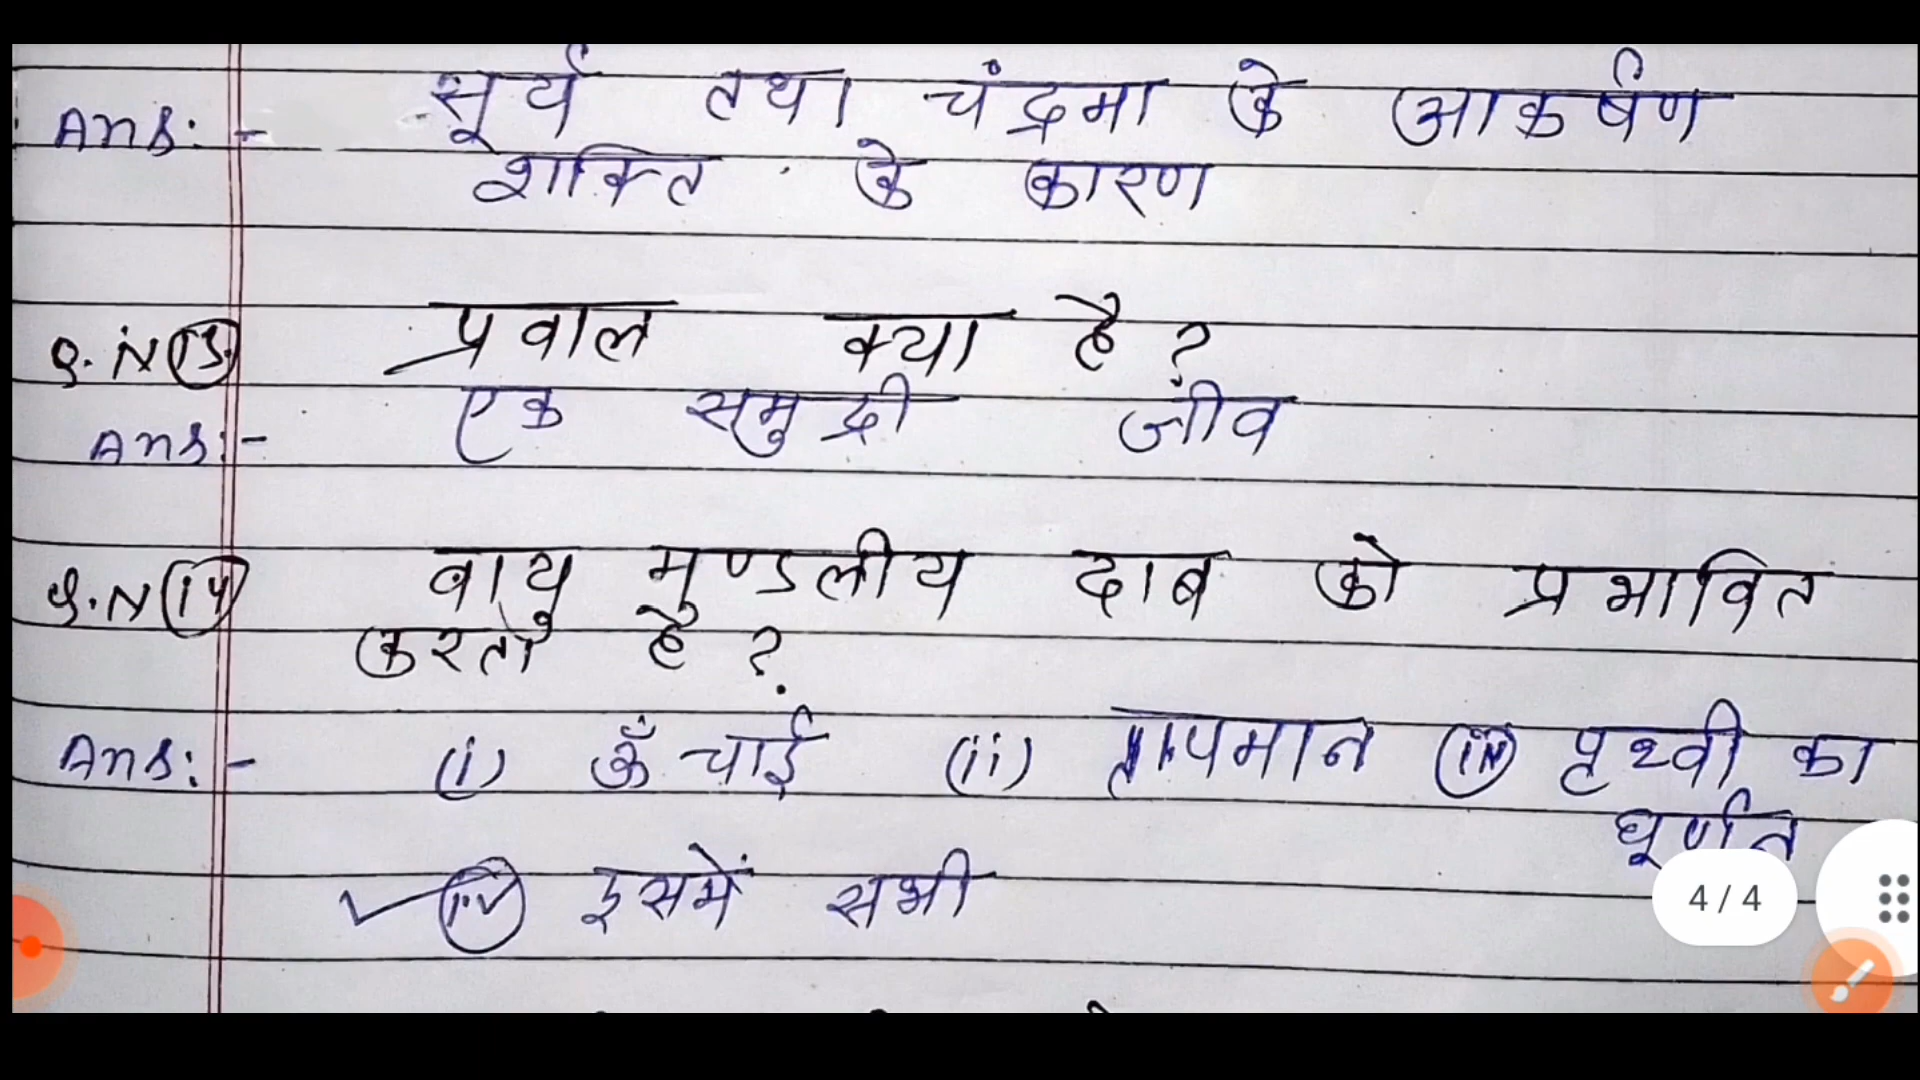 सूर्य तथा चंद्रमा के आकर्षण
Ans:-
शक्ति के कारण
Q.N 13. प्रवाल क्या है?
Ans:- एक समुद्री जीव
Q.N 14 वायु मुण्डलीय दाब को प्रभावित
करता है?
Ans:- (i) ऊँचाई (ii) तापमान (iii) पृथ्वी का
घूर्णन
(iv) इसमें सभी
4 / 4